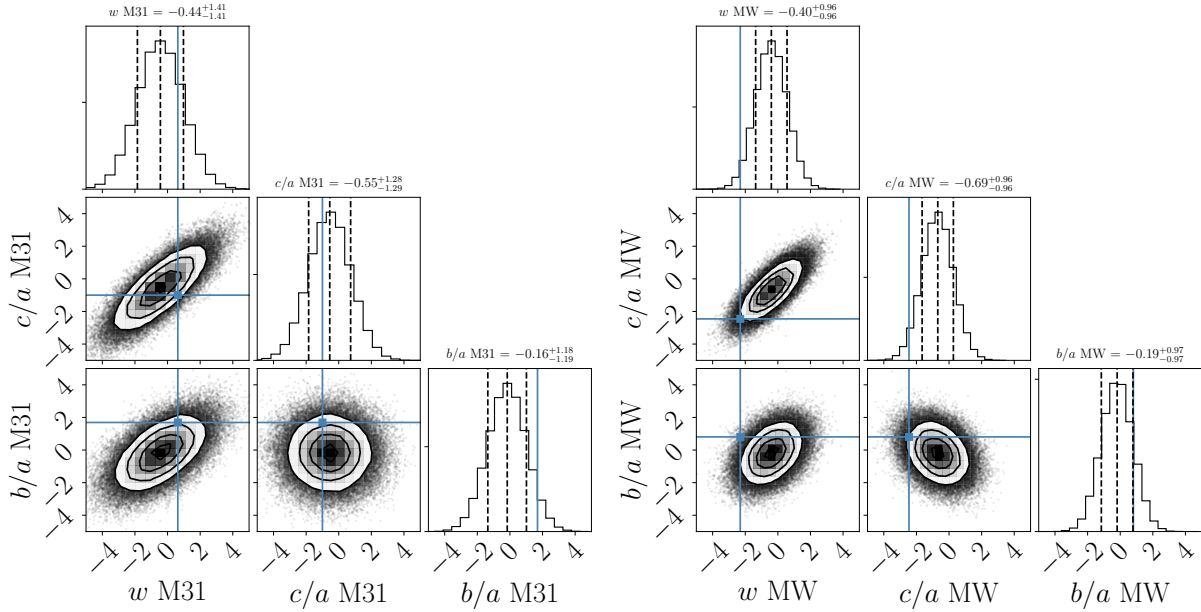 w M31 = −0.44^{+1.41}_{−1.41}
c/a M31 = −0.55^{+1.28}_{−1.29}
b/a M31 = −0.16^{+1.18}_{−1.19}
c/a M31
4
2
0
−2
−4
b/a M31
4
2
0
−2
−4
−4 −2 0 2 4
−4 −2 0 2 4
−4 −2 0 2 4
w M31
c/a M31
b/a M31
w MW = −0.40^{+0.96}_{−0.96}
c/a MW = −0.69^{+0.96}_{−0.96}
b/a MW = −0.19^{+0.97}_{−0.97}
c/a MW
4
2
0
−2
−4
b/a MW
4
2
0
−2
−4
−4 −2 0 2 4
−4 −2 0 2 4
−4 −2 0 2 4
w MW
c/a MW
b/a MW